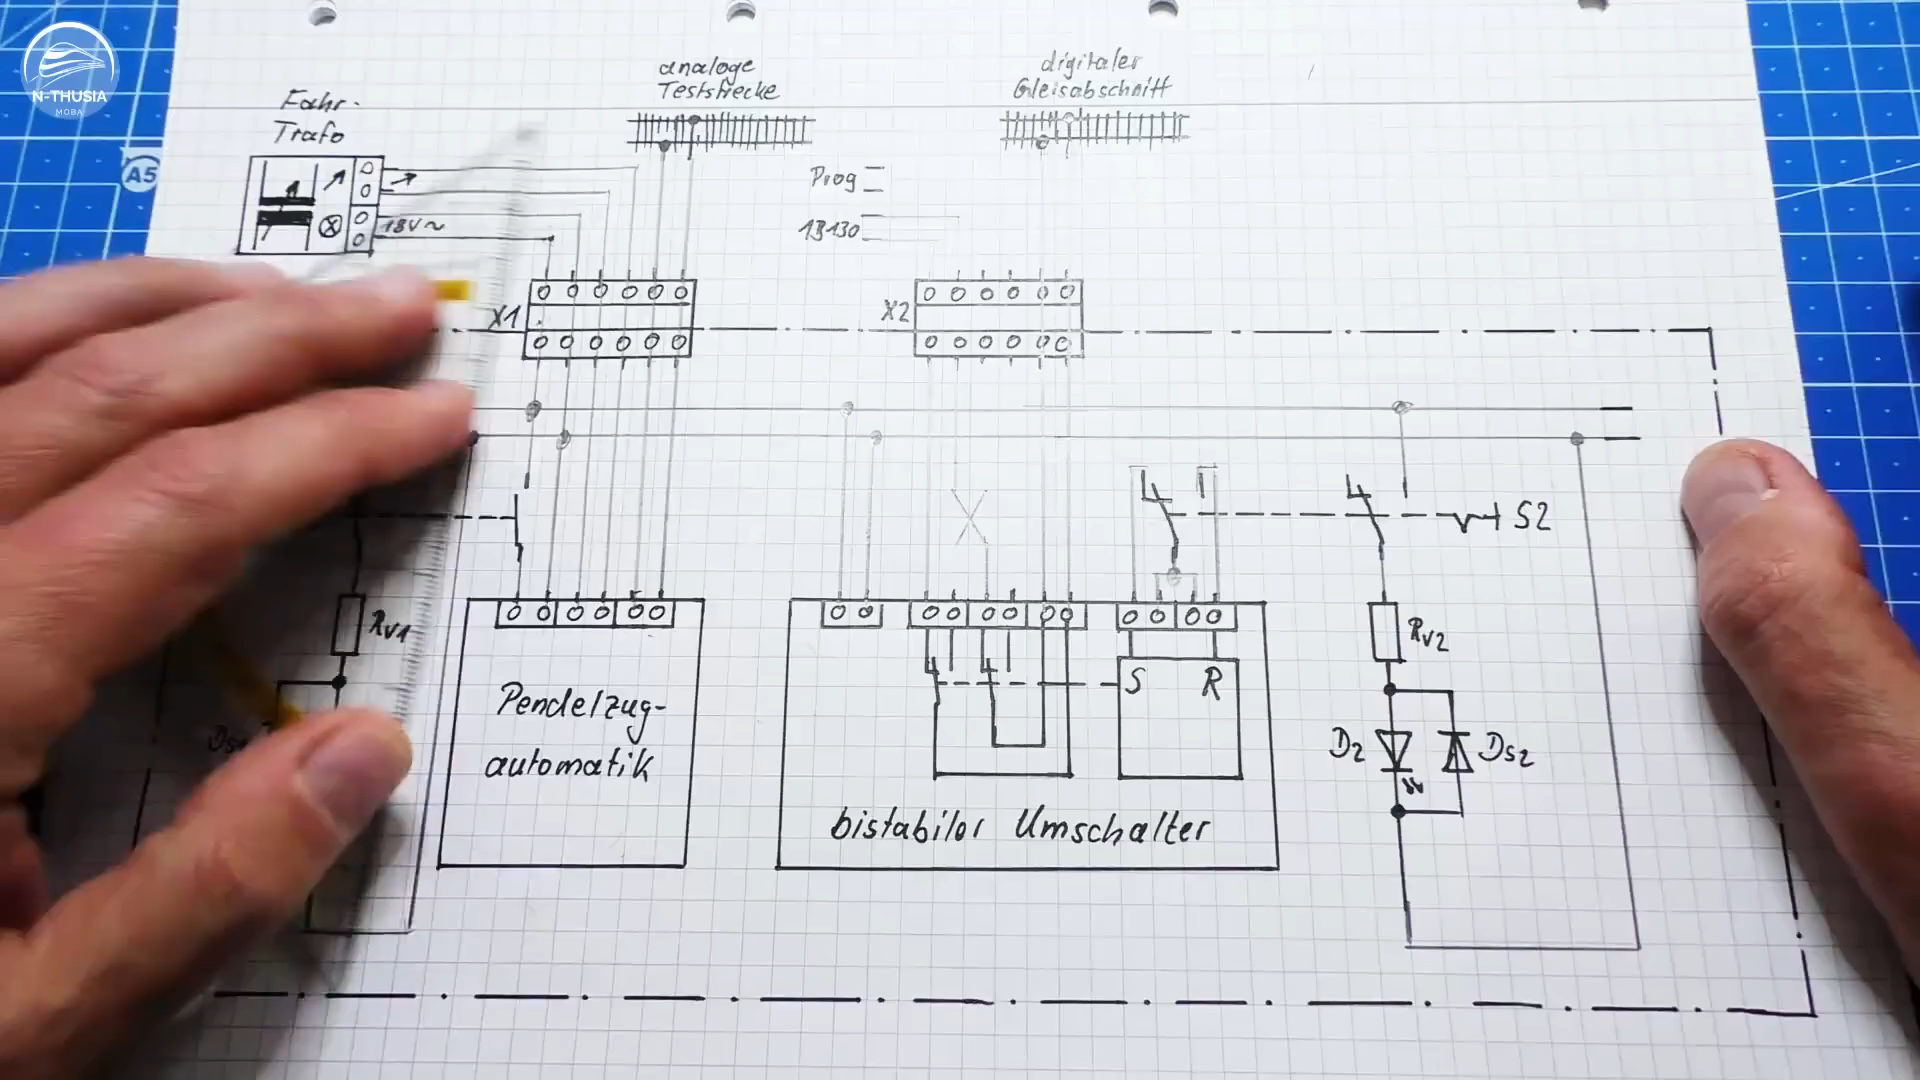 N-THUSIA
MOBA
A5
Fahr-
Trafo
analoge
Teststrecke
digitaler
Gleisabschnitt
18V~
Prog
1B130
X1
X2
S2
RV1
RV2
Pendelzug-
automatik
S
R
D2
DS2
bistabiler Umschalter